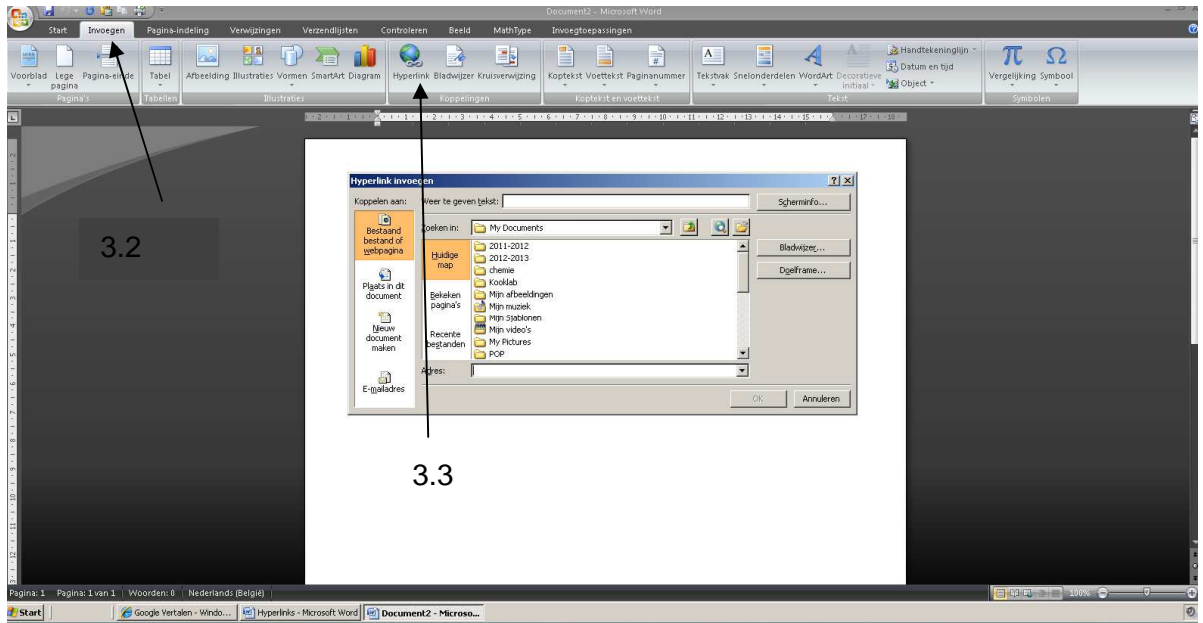 Document2 - Microsoft Word
Start Invoegen Pagina-indeling Verwijzingen Verzendlijsten Controleren Beeld MathType Invoegtoepassingen
Voorblad Lege pagina Pagina-einde Tabel Afbeelding Illustraties Vormen SmartArt Diagram Hyperlink Bladwijzer Kruisverwijzing Koptekst Voettekst Paginanummer Tekstvak Snelonderdelen WordArt Decoratieve initiaal Handtekeninglijn Datum en tijd Object Vergelijking Symbool
Pagina's Tabellen Illustraties Koppelingen Koptekst en voettekst Tekst Symbolen
3.2
Hyperlink invoegen
Koppelen aan: Weer te geven tekst: Scherminfo...
Bestaand bestand of webpagina
Plaats in dit document
Nieuw document maken
E-mailadres
Zoeken in: My Documents
Huidige map
Bekeken pagina's
Recente bestanden
2011-2012
2012-2013
chemie
Kooklab
Mijn afbeeldingen
Mijn muziek
Mijn Sjablonen
Mijn video's
My Pictures
POP
Bladwijzer...
Doelframe...
Adres:
OK Annuleren
3.3
Pagina: 1 Pagina: 1 van 1 Woorden: 0 Nederlands (België) 100%
Start Google Vertalen - Windo... Hyperlinks - Microsoft Word Document2 - Microso...